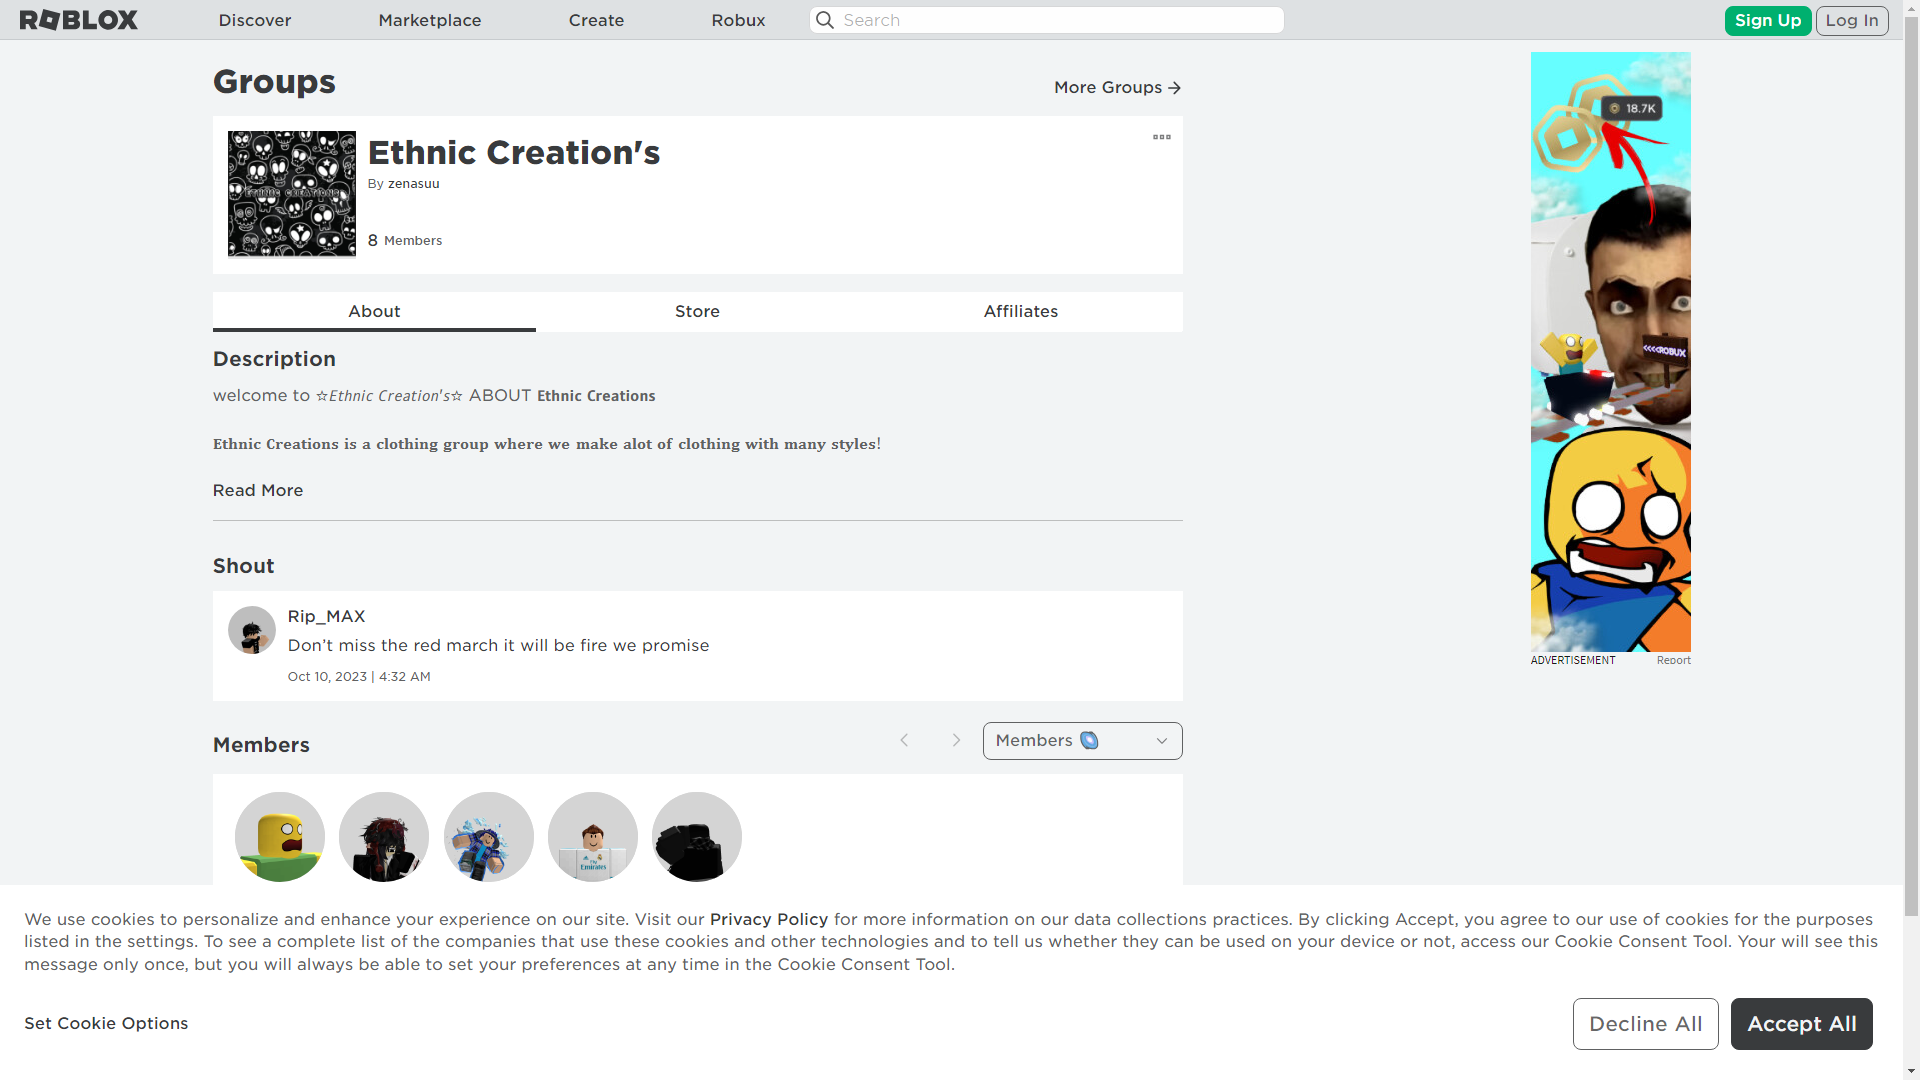 ROBLOX Discover Marketplace Create Robux Search Sign Up Log In
Groups
More Groups
Ethnic Creation's
By zenasuu
8 Members
ETHNIC CREATIONS
About Store Affiliates
Description
welcome to ☆Ethnic Creation's☆ ABOUT Ethnic Creations
Ethnic Creations is a clothing group where we make alot of clothing with many styles!
Read More
Shout
Rip_MAX
Don’t miss the red march it will be fire we promise
Oct 10, 2023 | 4:32 AM
Members
Members
Fly
Emirates
18.7K
<<<<ROBUX
ADVERTISEMENT Report
We use cookies to personalize and enhance your experience on our site. Visit our Privacy Policy for more information on our data collections practices. By clicking Accept, you agree to our use of cookies for the purposes
listed in the settings. To see a complete list of the companies that use these cookies and other technologies and to tell us whether they can be used on your device or not, access our Cookie Consent Tool. Your will see this
message only once, but you will always be able to set your preferences at any time in the Cookie Consent Tool.
Set Cookie Options
Decline All
Accept All